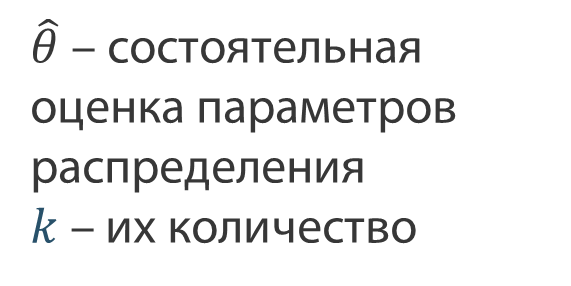 θ̂ – состоятельная
оценка параметров
распределения
k – их количество